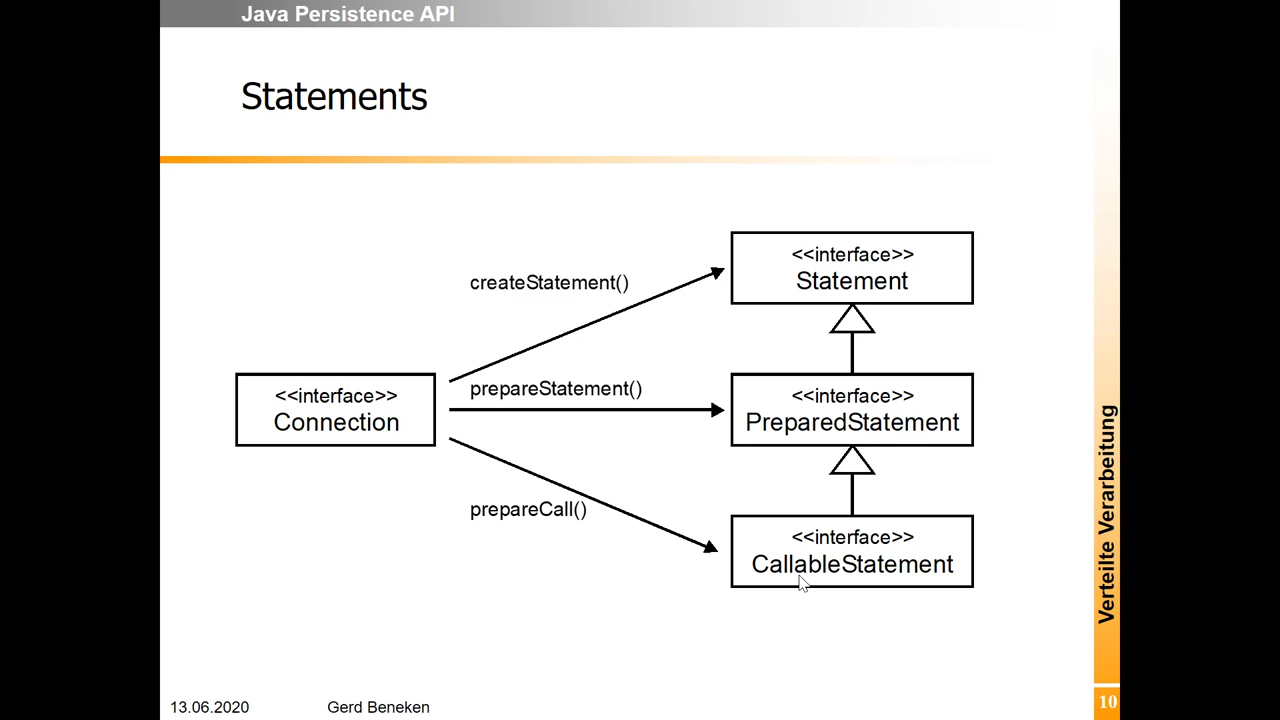 Java Persistence API
Statements
createStatement()
<<interface>>
Statement
prepareStatement()
<<interface>>
Connection
<<interface>>
PreparedStatement
prepareCall()
<<interface>>
CallableStatement
Verteilte Verarbeitung
13.06.2020
Gerd Beneken
10